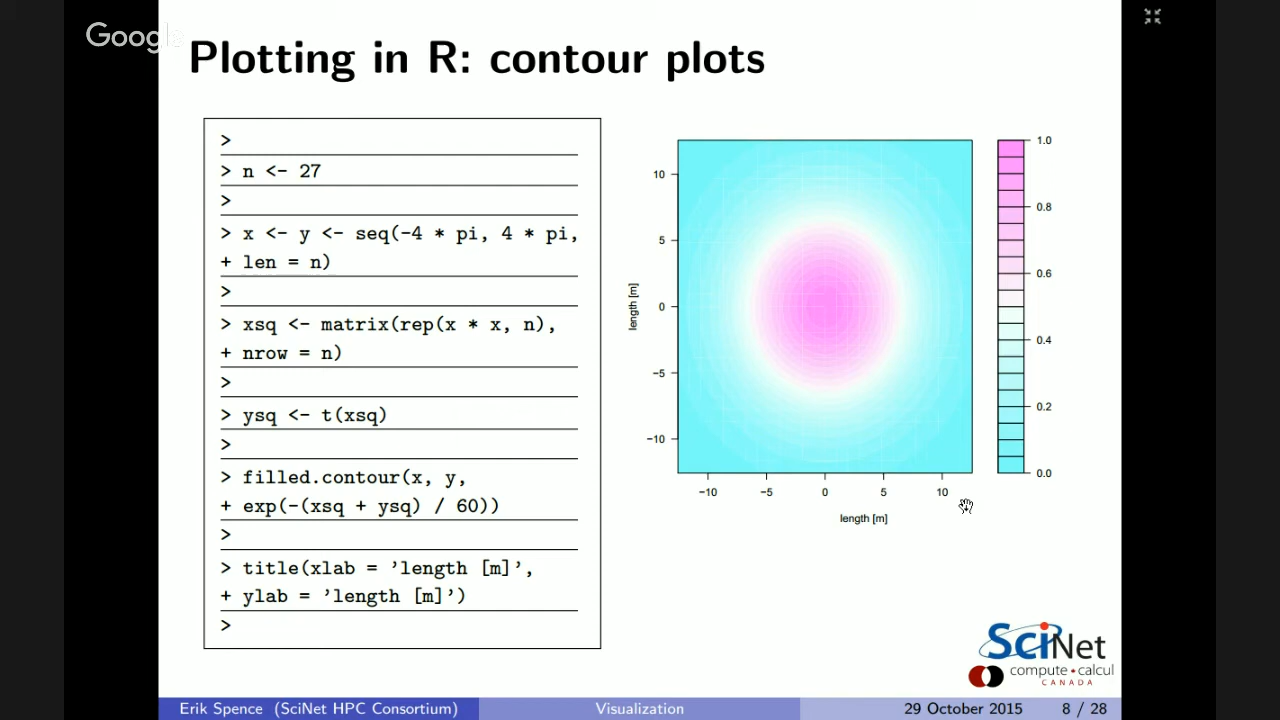 Google
Plotting in R: contour plots
>
> n <- 27
>
> x <- y <- seq(-4 * pi, 4 * pi,
+ len = n)
>
> xsq <- matrix(rep(x * x, n),
+ nrow = n)
>
> ysq <- t(xsq)
>
> filled.contour(x, y,
+ exp(-(xsq + ysq) / 60))
>
> title(xlab = ’length [m]’,
+ ylab = ’length [m]’)
>
length [m]
10
5
0
−5
−10
−10 −5 0 5 10
length [m]
1.0
0.8
0.6
0.4
0.2
0.0
SciNet
compute • calcul
CANADA
Erik Spence (SciNet HPC Consortium) Visualization 29 October 2015 8 / 28